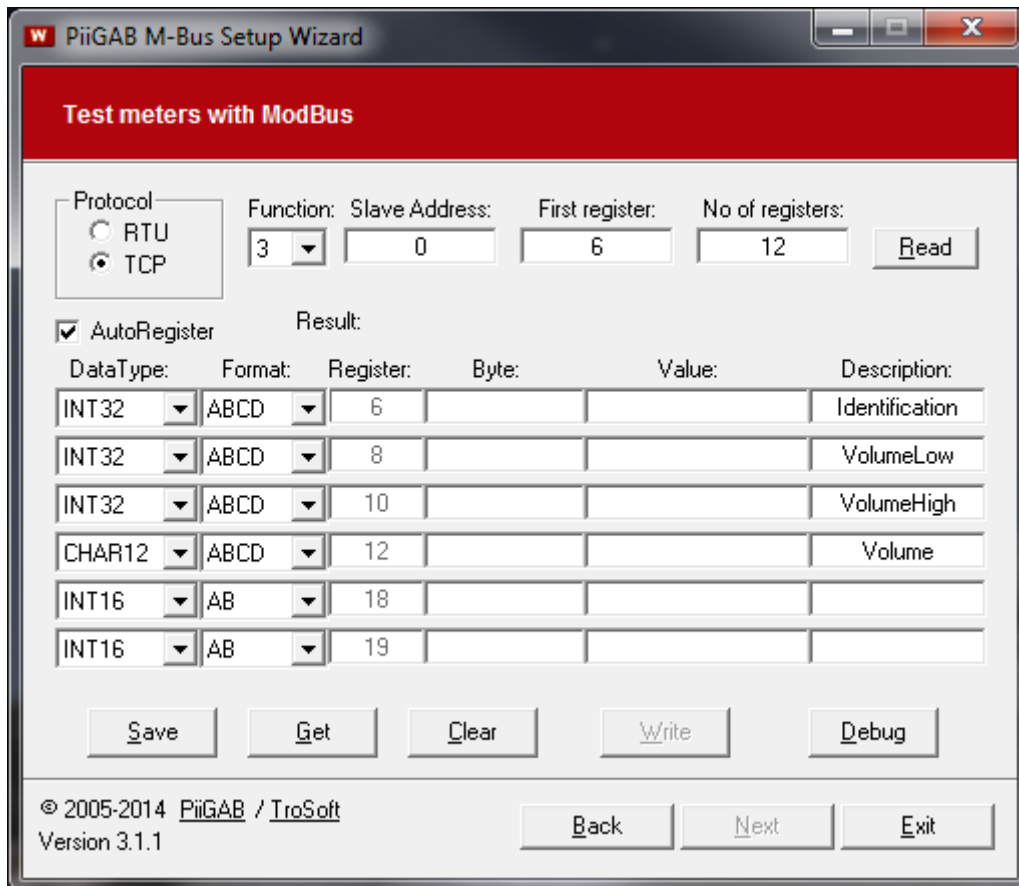 W PiiGAB M-Bus Setup Wizard
Test meters with ModBus
Protocol
RTU
TCP
Function: Slave Address: First register: No of registers:
3 0 6 12 Read
AutoRegister
Result:
DataType: Format: Register: Byte: Value: Description:
INT32 ABCD 6 Identification
INT32 ABCD 8 VolumeLow
INT32 ABCD 10 VolumeHigh
CHAR12 ABCD 12 Volume
INT16 AB 18
INT16 AB 19
Save Get Clear Write Debug
© 2005-2014 PiiGAB / TroSoft
Version 3.1.1
Back Next Exit